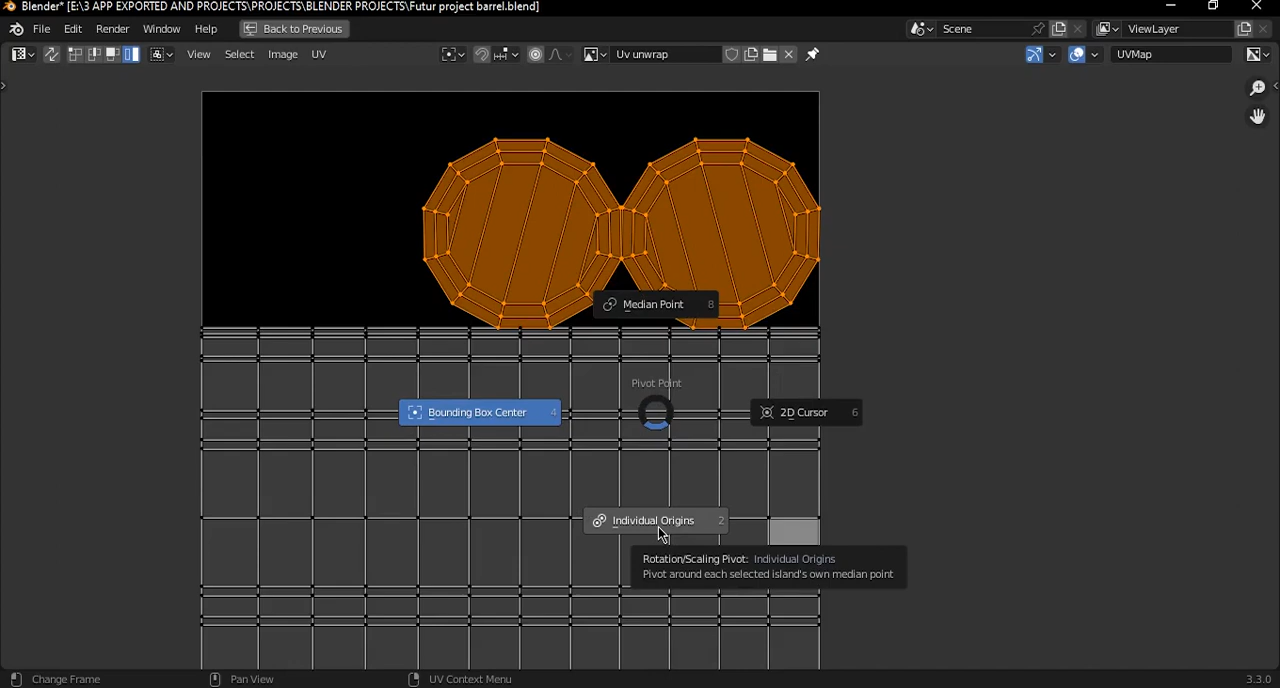 Blender* [E:\3 APP EXPORTED AND PROJECTS\PROJECTS\BLENDER PROJECTS\Futur project barrel.blend]
File Edit Render Window Help Back to Previous Scene ViewLayer
View Select Image UV Uv unwrap UVMap
Median Point 8
Pivot Point
Bounding Box Center 4 2D Cursor 6
Individual Origins 2
Rotation/Scaling Pivot: Individual Origins
Pivot around each selected island's own median point
Change Frame Pan View UV Context Menu 3.3.0